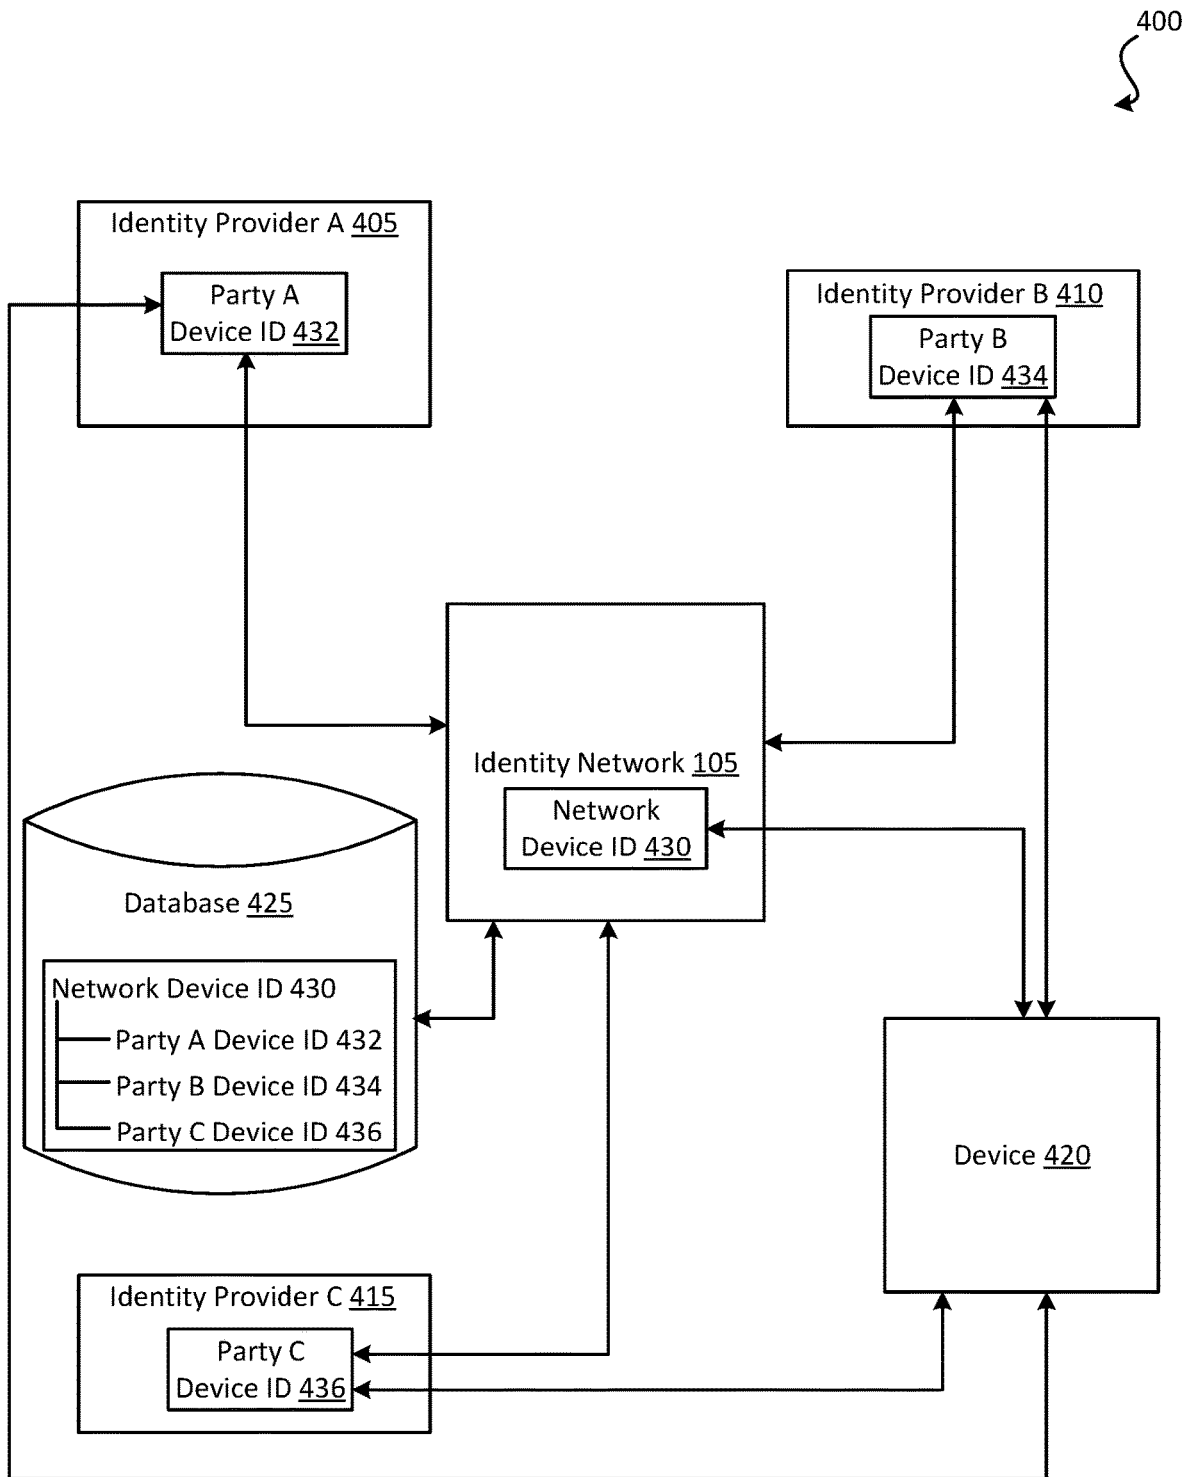 400
Identity Provider A 405
Party A
Device ID 432
Identity Provider B 410
Party B
Device ID 434
Identity Network 105
Network
Device ID 430
Database 425
Network Device ID 430
Party A Device ID 432
Party B Device ID 434
Party C Device ID 436
Device 420
Identity Provider C 415
Party C
Device ID 436